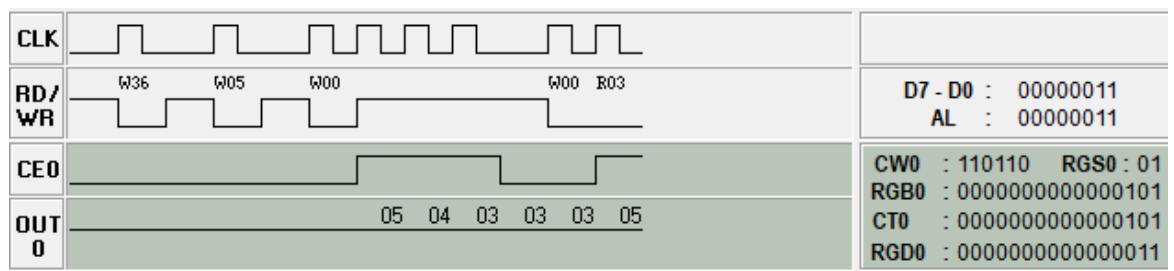 CLK
RD/
WR
W36 W05 W00 W00 R03
CE0
OUT
0
05 04 03 03 03 05
D7 - D0 : 00000011
AL : 00000011
CW0 : 110110 RGS0 : 01
RGB0 : 0000000000000101
CT0 : 0000000000000101
RGD0 : 0000000000000011